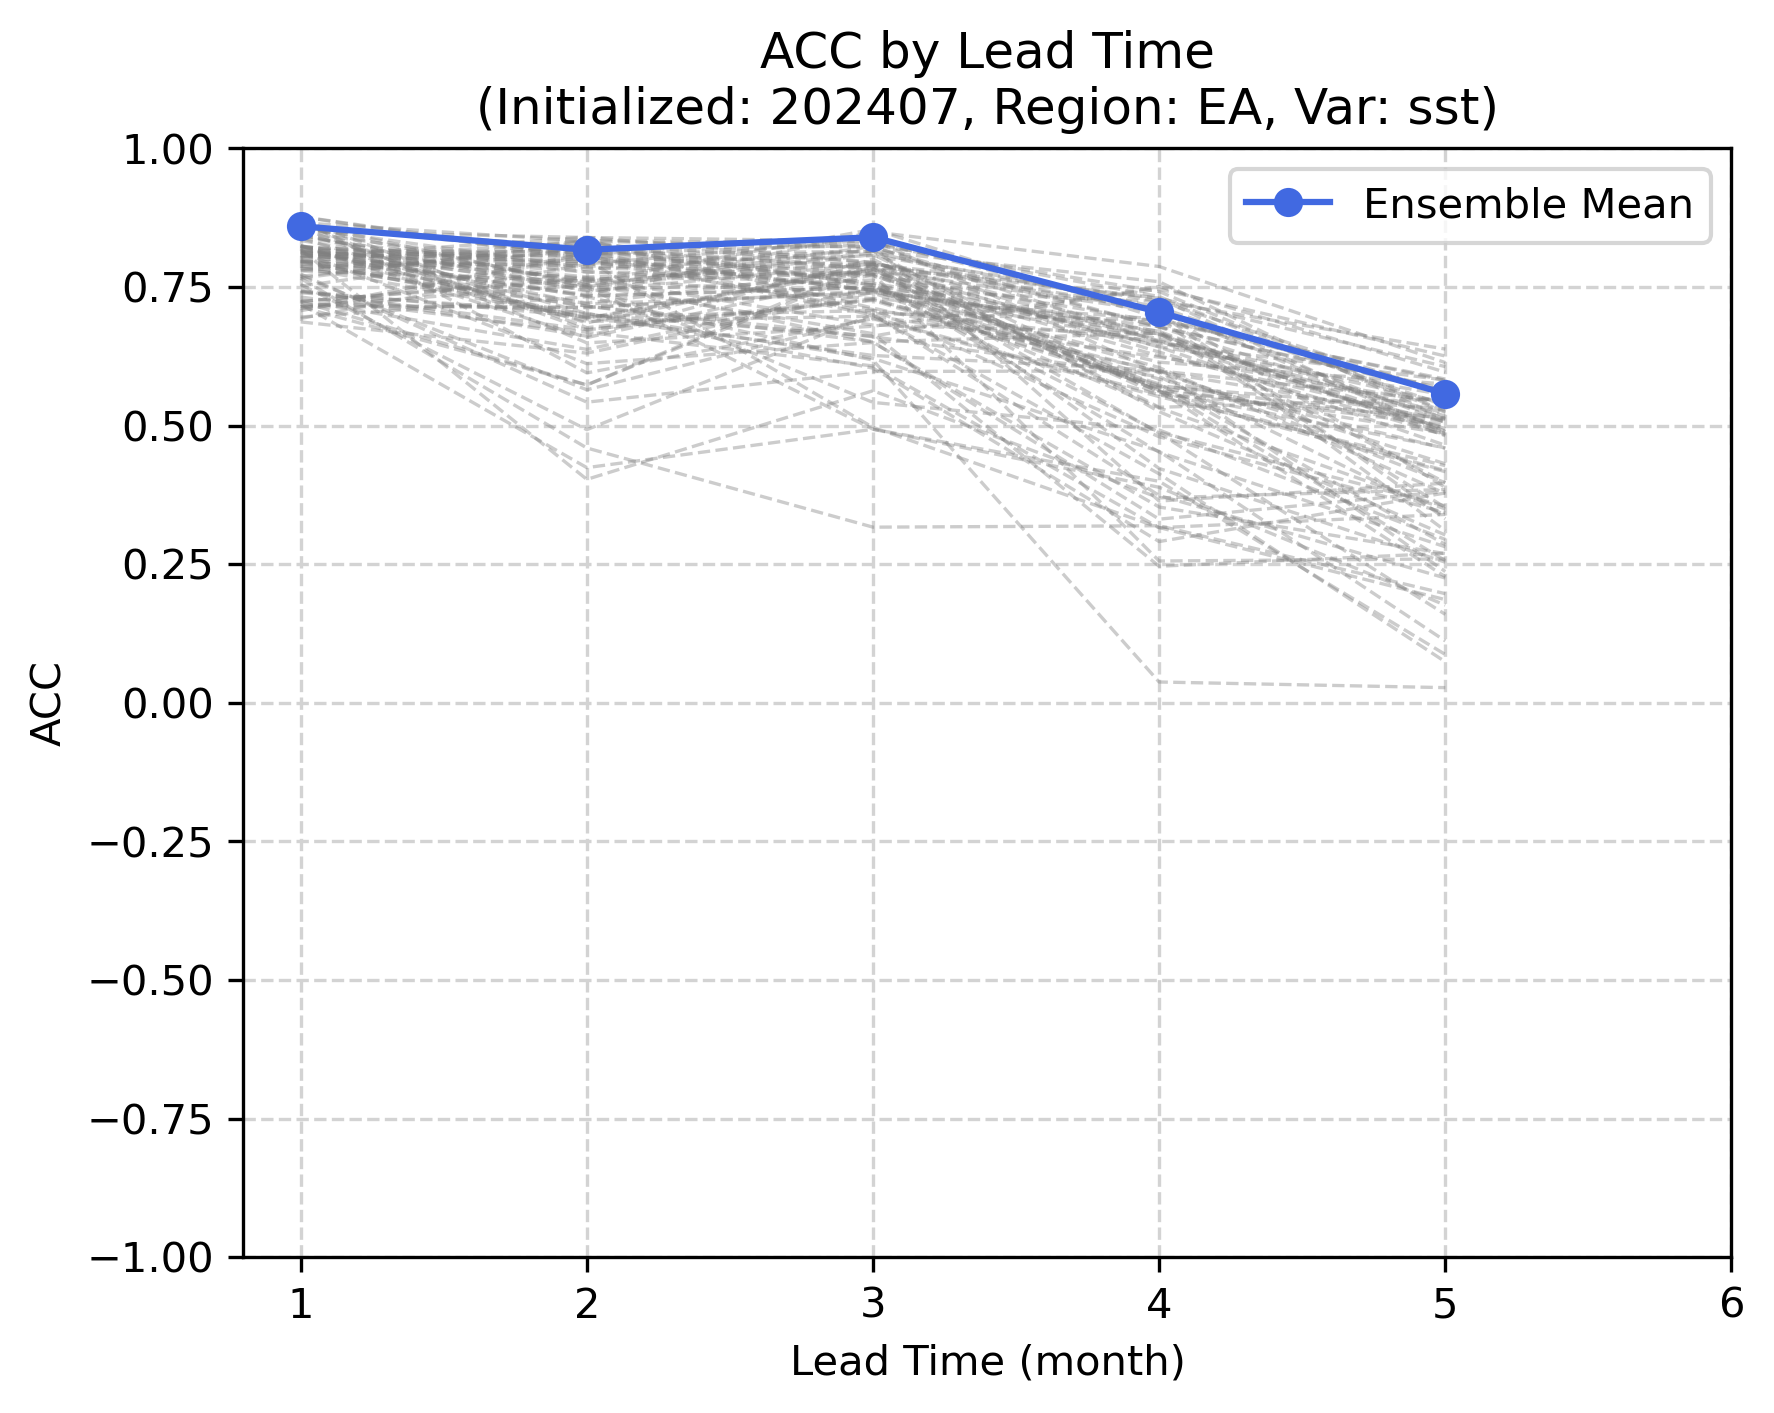 ACC by Lead Time
(Initialized: 202407, Region: EA, Var: sst)
Ensemble Mean
ACC
1.00
0.75
0.50
0.25
0.00
−0.25
−0.50
−0.75
−1.00
1 2 3 4 5 6
Lead Time (month)